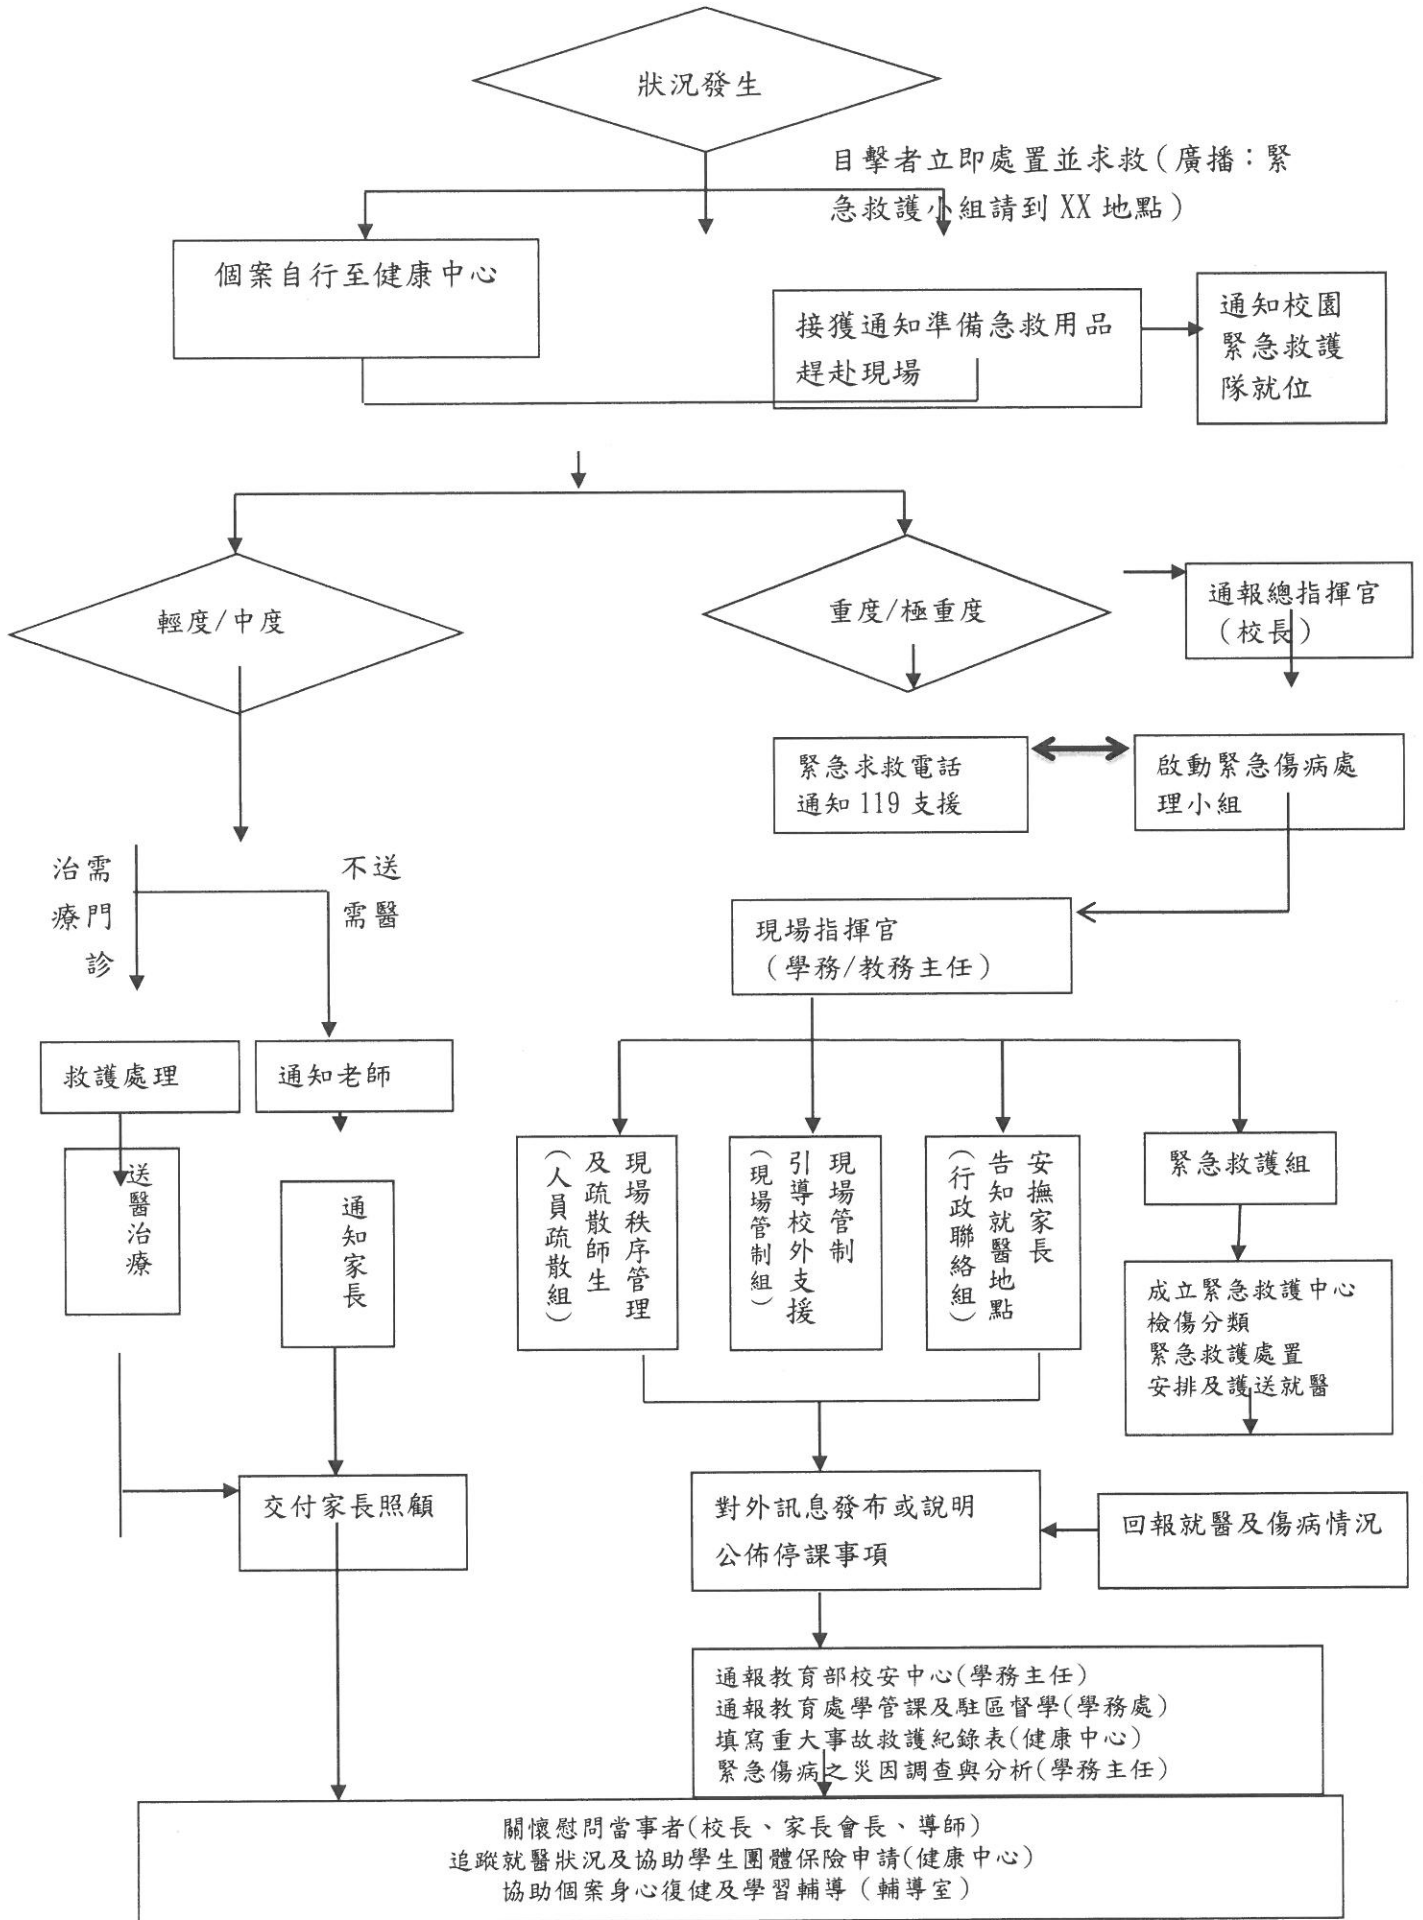 狀況發生
目擊者立即處置並求救（廣播：緊
急救護小組請到 XX 地點）
個案自行至健康中心
接獲通知準備急救用品
趕赴現場
通知校園
緊急救護
隊就位
輕度/中度
重度/極重度
通報總指揮官
（校長）
緊急求救電話
通知 119 支援
啟動緊急傷病處
理小組
需門診
治療
送醫
不需
現場指揮官
（學務/教務主任）
救護處理
通知老師
送醫治療
通知家長
現場秩序管理
及疏散師生
（人員疏散組）
現場管制
引導校外支援
（現場管制組）
安撫家長
告知就醫地點
（行政聯絡組）
緊急救護組
成立緊急救護中心
檢傷分類
緊急救護處置
安排及護送就醫
交付家長照顧
對外訊息發布或說明
公佈停課事項
回報就醫及傷病情況
通報教育部校安中心(學務主任)
通報教育處學管課及駐區督學(學務處)
填寫重大事故救護紀錄表(健康中心)
緊急傷病之災因調查與分析(學務主任)
關懷慰問當事者(校長、家長會長、導師)
追蹤就醫狀況及協助學生團體保險申請(健康中心)
協助個案身心復健及學習輔導（輔導室）